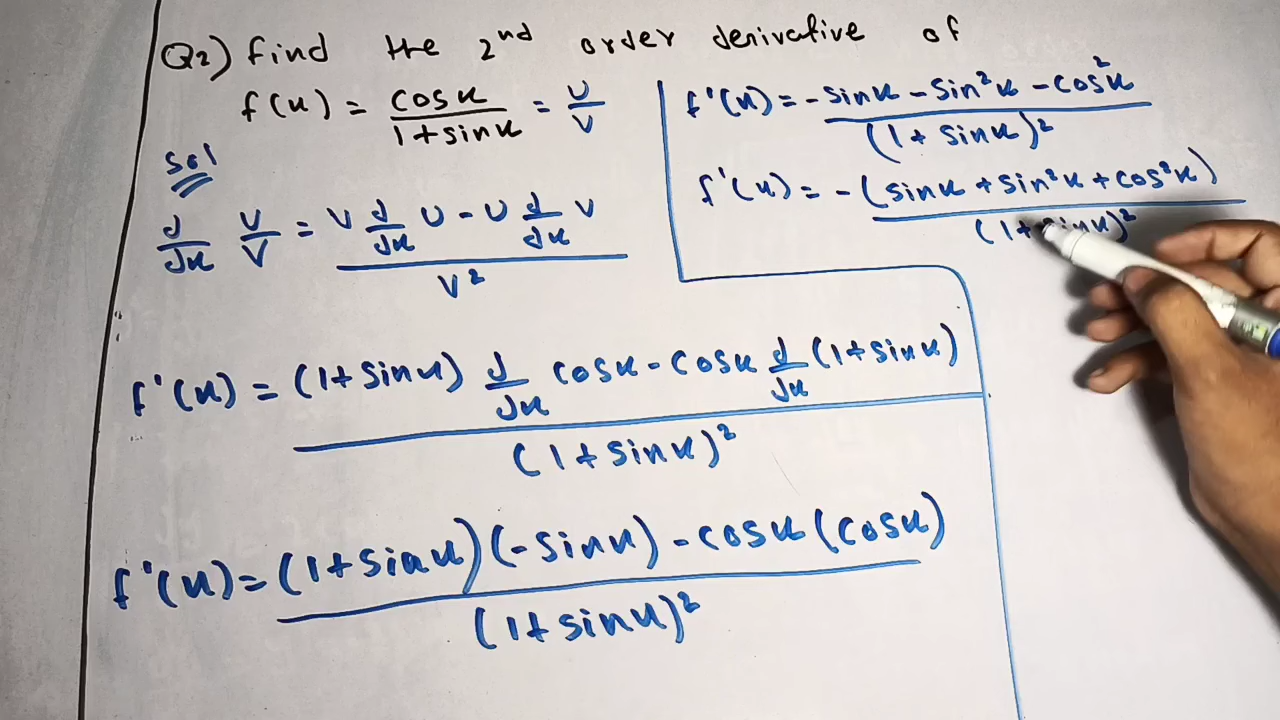 Q2) find the 2nd order derivative of
f(x) = cosx / 1+sinx = U/V
Sol
d/dx U/V = V d/dx U - U d/dx V / V²
f'(x) = (1+sinx) d/dx cosx - cosx d/dx (1+sinx) / (1+sinx)²
f'(x) = (1+sinx)(-sinx) - cosx (cosx) / (1+sinx)²
f'(x) = -sinx - sin²x - cos²x / (1+sinx)²
f'(x) = -(sinx + sin²x + cos²x) / (1+sinx)²